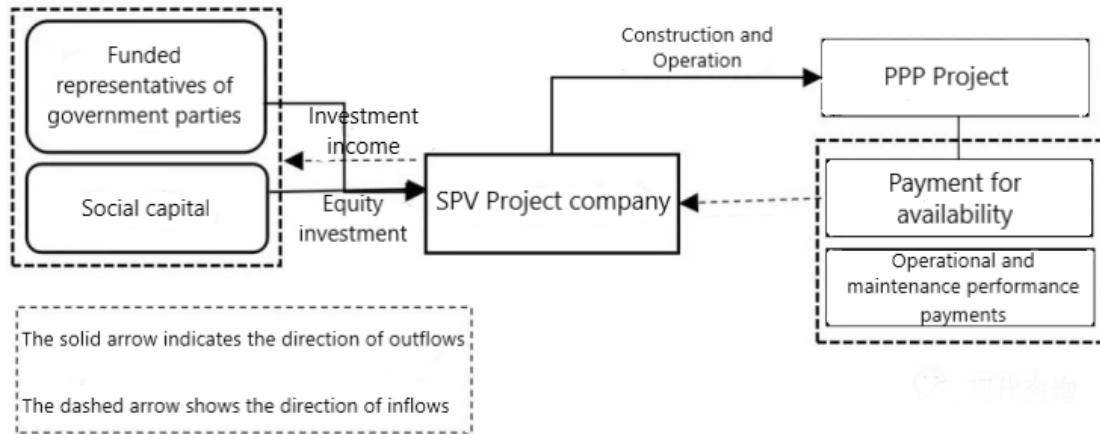 Funded
representatives of
government parties
Social capital
Investment
income
Equity
investment
SPV Project company
Construction and
Operation
PPP Project
Payment for
availability
Operational and
maintenance performance
payments
The solid arrow indicates the direction of outflows
The dashed arrow shows the direction of inflows